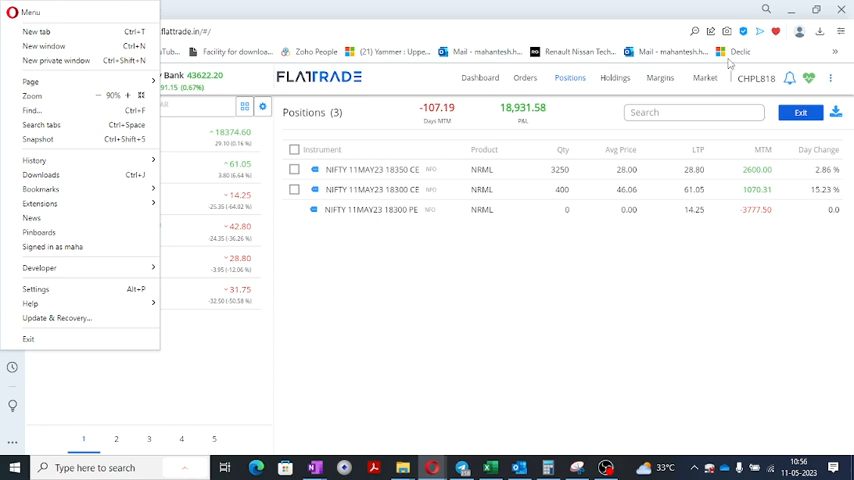 Menu
New tab Ctrl+T
New window Ctrl+N
New private window Ctrl+Shift+N
Page
Zoom 90%
Find... Ctrl+F
Search tabs Ctrl+Space
Snapshot Ctrl+Shift+5
History
Downloads Ctrl+J
Bookmarks
Extensions
News
Pinboards
Signed in as maha
Developer
Settings Alt+P
Help
Update & Recovery...
Exit
.flattrade.in/#/
Tub... Facility for downloa... Zoho People (21) Yammer : Uppe... Mail - mahantesh.h... RO Renault Nissan Tech... Mail - mahantesh.h... Declic
y Bank 43622.20
91.15 (0.67%)
FLATTRADE
Dashboard Orders Positions Holdings Margins Market CHPL818
18374.60
29.10 (0.16 %)
61.05
3.80 (6.64 %)
14.25
-25.35 (-64.02 %)
42.80
-24.35 (-36.26 %)
28.80
-3.95 (-12.06 %)
31.75
-32.50 (-50.58 %)
1 2 3 4 5
Positions (3)
-107.19
Days MTM
18,931.58
P&L
Search
Exit
Instrument Product Qty Avg Price LTP MTM Day Change
NIFTY 11MAY23 18350 CE NFO NRML 3250 28.00 28.80 2600.00 2.86 %
NIFTY 11MAY23 18300 CE NFO NRML 400 46.06 61.05 1070.31 15.23 %
NIFTY 11MAY23 18300 PE NFO NRML 0 0.00 14.25 -3777.50 0.0
Type here to search
33°C
10:56
11-05-2023